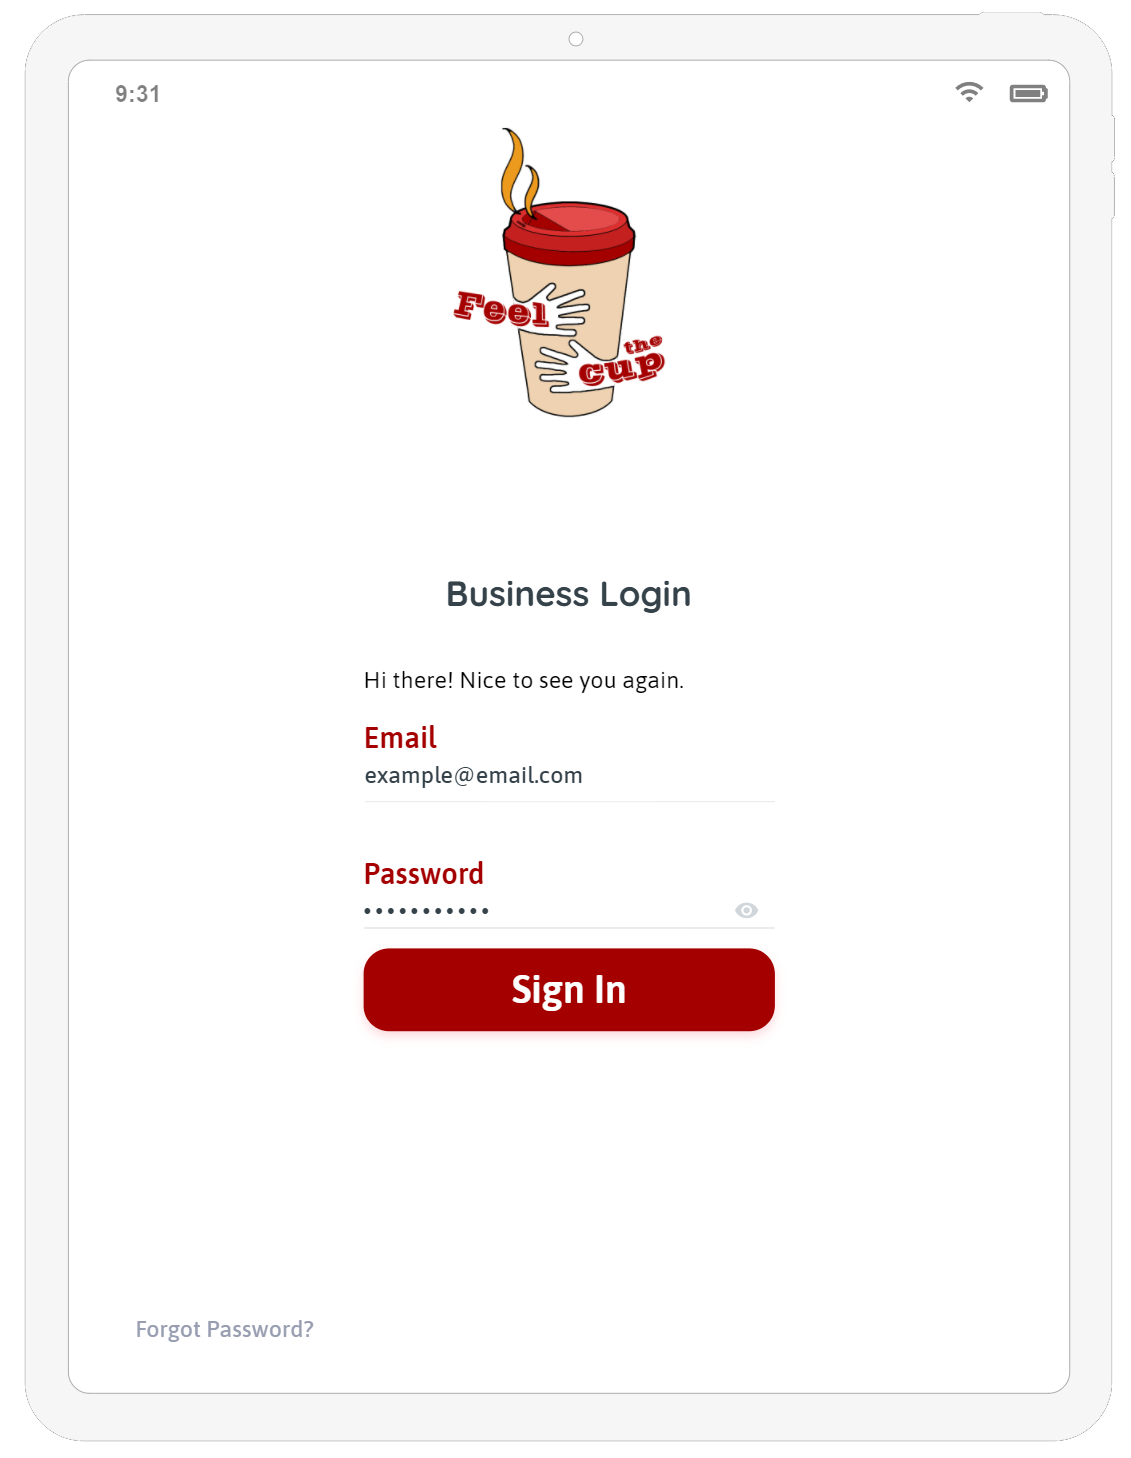 9:31
Feel
the
cup
Business Login
Hi there! Nice to see you again.
Email
example@email.com
Password
•••••••••••
Sign In
Forgot Password?